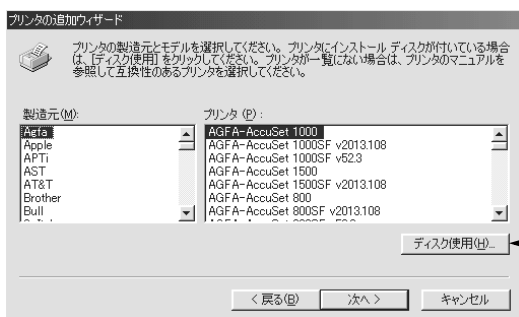 プリンタの追加ウィザード
プリンタの製造元とモデルを選択してください。プリンタにインストール ディスクが付いている場合
は、[ディスク使用] をクリックしてください。プリンタが一覧にない場合は、プリンタのマニュアルを
参照して互換性のあるプリンタを選択してください。
製造元(M):
プリンタ (P) :
Agfa
Apple
APTi
AST
AT&T
Brother
Bull
AGFA-AccuSet 1000
AGFA-AccuSet 1000SF v2013.108
AGFA-AccuSet 1000SF v52.3
AGFA-AccuSet 1500
AGFA-AccuSet 1500SF v2013.108
AGFA-AccuSet 800
AGFA-AccuSet 800SF v2013.108
ディスク使用(H)...
< 戻る(B)
次へ >
キャンセル